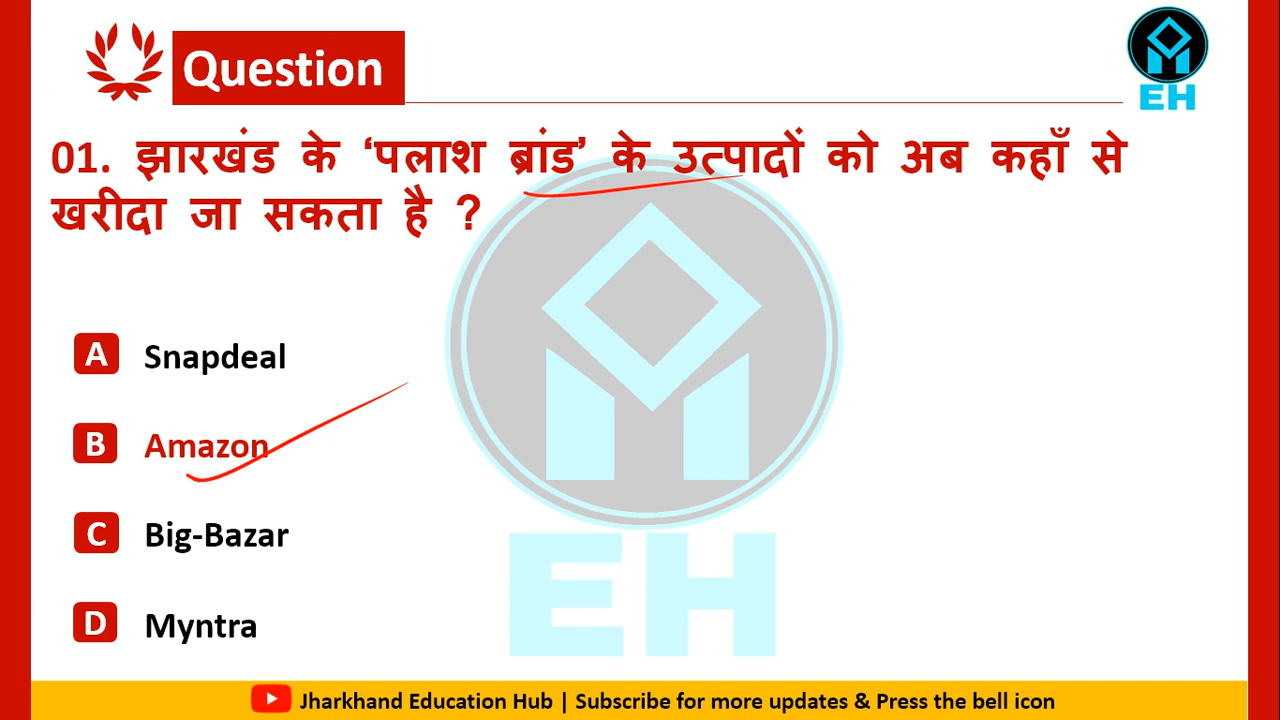 Question
EH
01. झारखंड के ‘पलाश ब्रांड’ के उत्पादों को अब कहाँ से
खरीदा जा सकता है ?
A Snapdeal
B Amazon
C Big-Bazar
D Myntra
EH
Jharkhand Education Hub | Subscribe for more updates & Press the bell icon